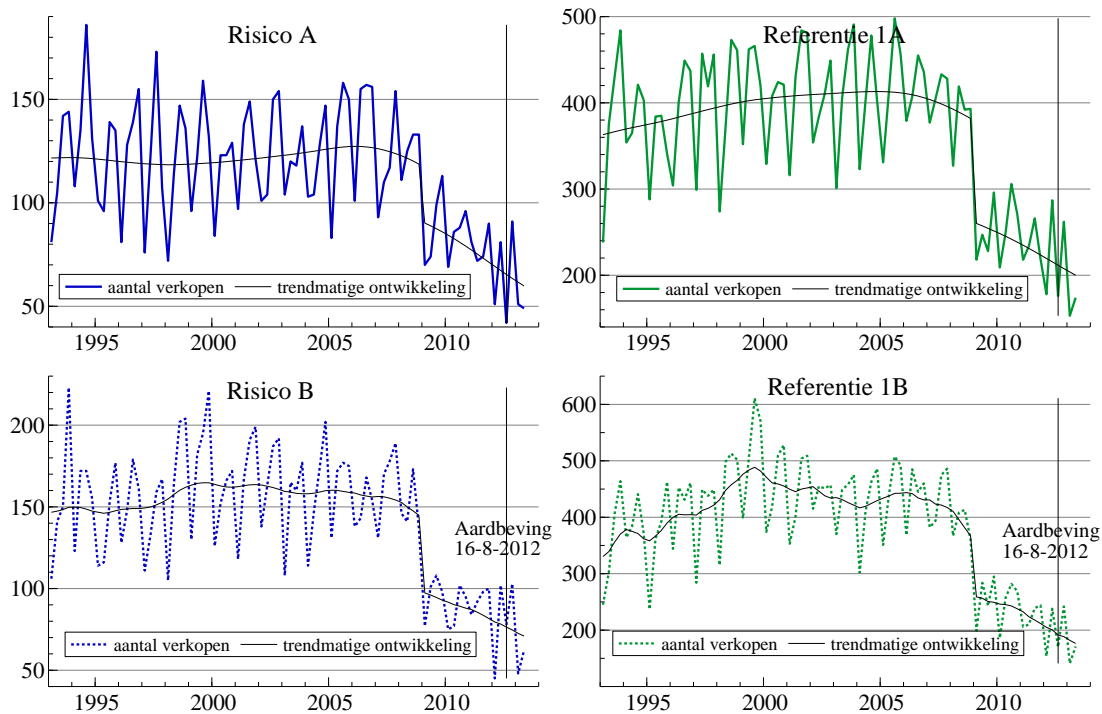 Risico A
150
100
50
aantal verkopen
trendmatige ontwikkeling
1995 2000 2005 2010
Referentie 1A
500
400
300
200
aantal verkopen
trendmatige ontwikkeling
1995 2000 2005 2010
Risico B
200
150
100
50
Aardbeving
16-8-2012
aantal verkopen
trendmatige ontwikkeling
1995 2000 2005 2010
Referentie 1B
600
500
400
300
200
Aardbeving
16-8-2012
aantal verkopen
trendmatige ontwikkeling
1995 2000 2005 2010